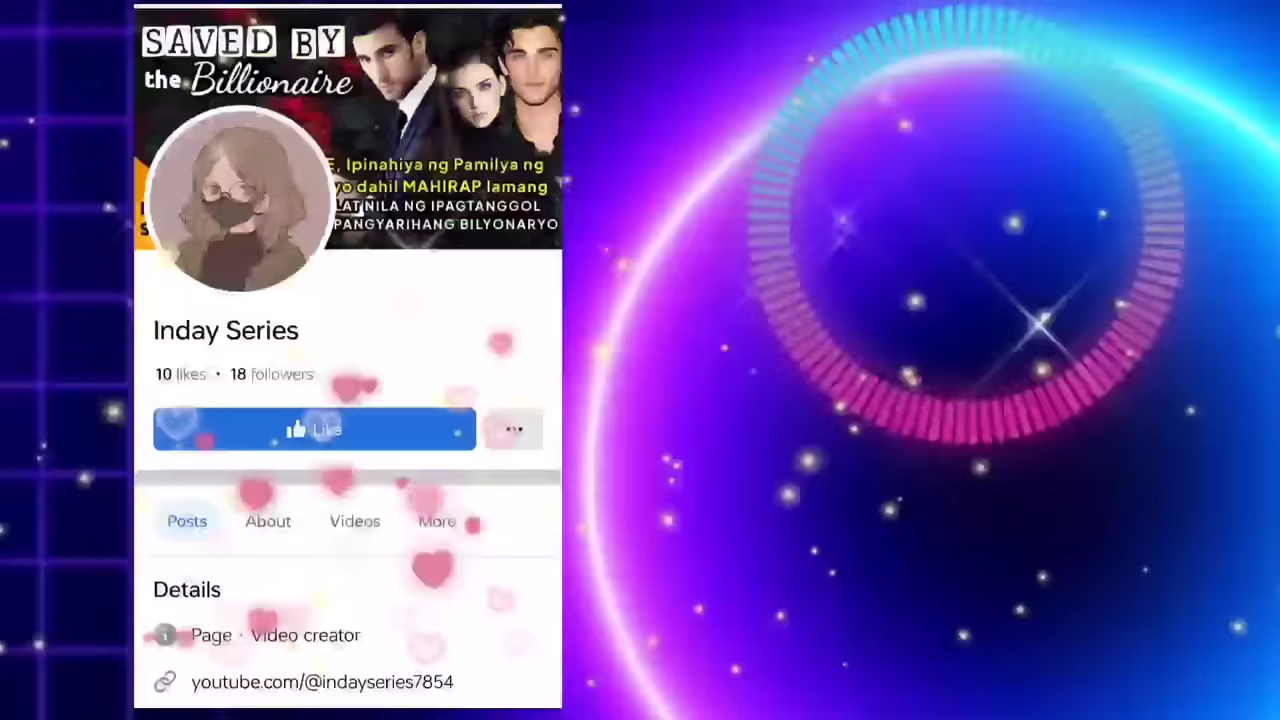 SAVED BY
the Billionaire
E, Ipinahiya ng Pamilya ng
yo dahil MAHIRAP lamang
LAT NILA NG IPAGTANGGOL
PANGYARIHANG BILYONARYO
Inday Series
10 likes · 18 followers
Like
Posts About Videos More
Details
Page · Video creator
youtube.com/@indayseries7854